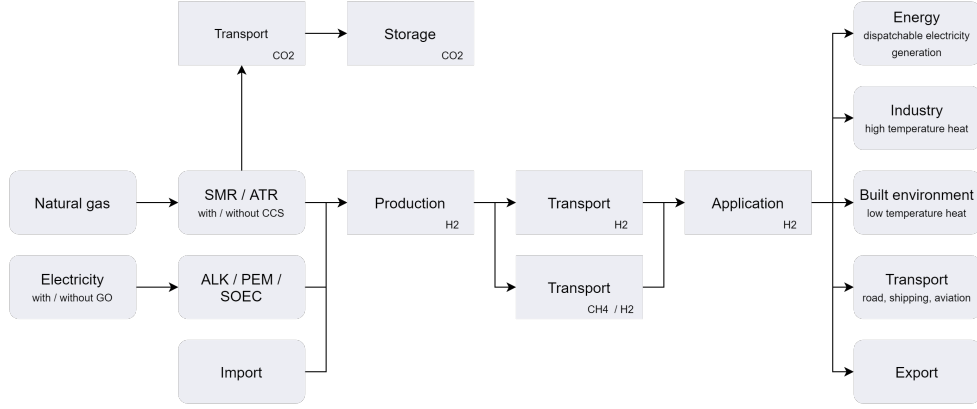 Transport
CO2
Storage
CO2
Energy
dispatchable electricity
generation
Industry
high temperature heat
Natural gas
SMR / ATR
with / without CCS
Production
H2
Transport
H2
Application
H2
Built environment
low temperature heat
Electricity
with / without GO
ALK / PEM /
SOEC
Transport
CH4 / H2
Transport
road, shipping, aviation
Import
Export